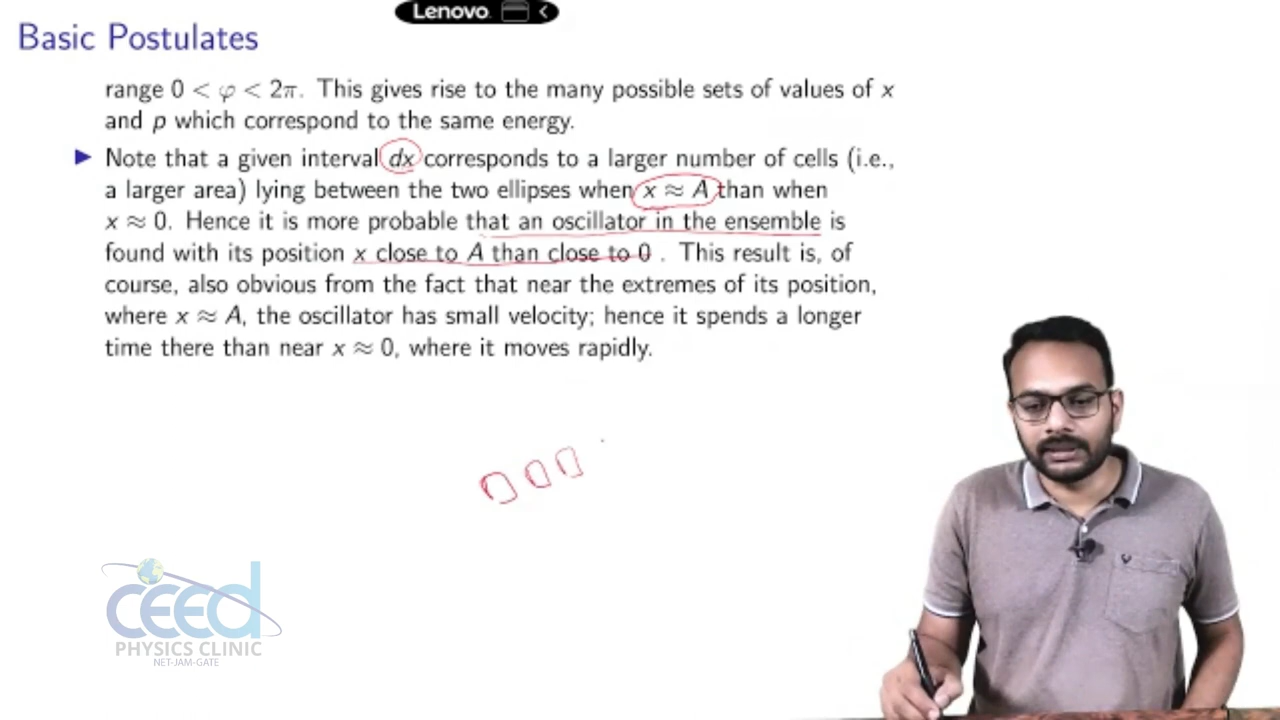 Lenovo
Basic Postulates
range 0 < φ < 2π. This gives rise to the many possible sets of values of x
and p which correspond to the same energy.
▶ Note that a given interval dx corresponds to a larger number of cells (i.e.,
a larger area) lying between the two ellipses when x ≈ A than when
x ≈ 0. Hence it is more probable that an oscillator in the ensemble is
found with its position x close to A than close to 0 . This result is, of
course, also obvious from the fact that near the extremes of its position,
where x ≈ A, the oscillator has small velocity; hence it spends a longer
time there than near x ≈ 0, where it moves rapidly.
ceed
PHYSICS CLINIC
NET-JAM-GATE